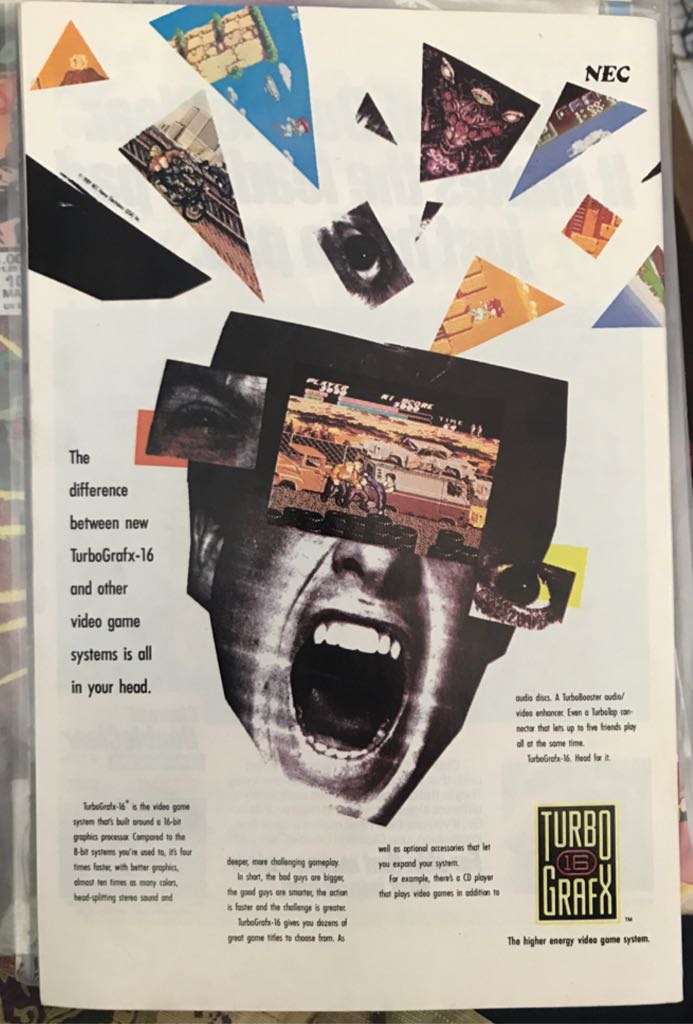 NEC
© 1989 NEC Home Electronics (USA), Inc.
PLAYER
HI SCORE
TIME
The
difference
between new
TurboGrafx-16
and other
video game
systems is all
in your head.
TurboGrafx-16® is the video game
system that's built around a 16-bit
graphics processor. Compared to the
8-bit systems you're used to, it's four
times faster, with better graphics,
almost ten times as many colors,
head-splitting stereo sound and
deeper, more challenging gameplay.
In short, the bad guys are bigger,
the good guys are smarter, the action
is faster and the challenge is greater.
TurboGrafx-16 gives you dozens of
great game titles to choose from. As
well as optional accessories that let
you expand your system.
For example, there's a CD player
that plays video games in addition to
audio discs. A TurboBooster audio/
video enhancer. Even a TurboTap con-
nector that lets up to five friends play
all at the same time.
TurboGrafx-16. Head for it.
TURBO
16
GRAFX
™
The higher energy video game system.